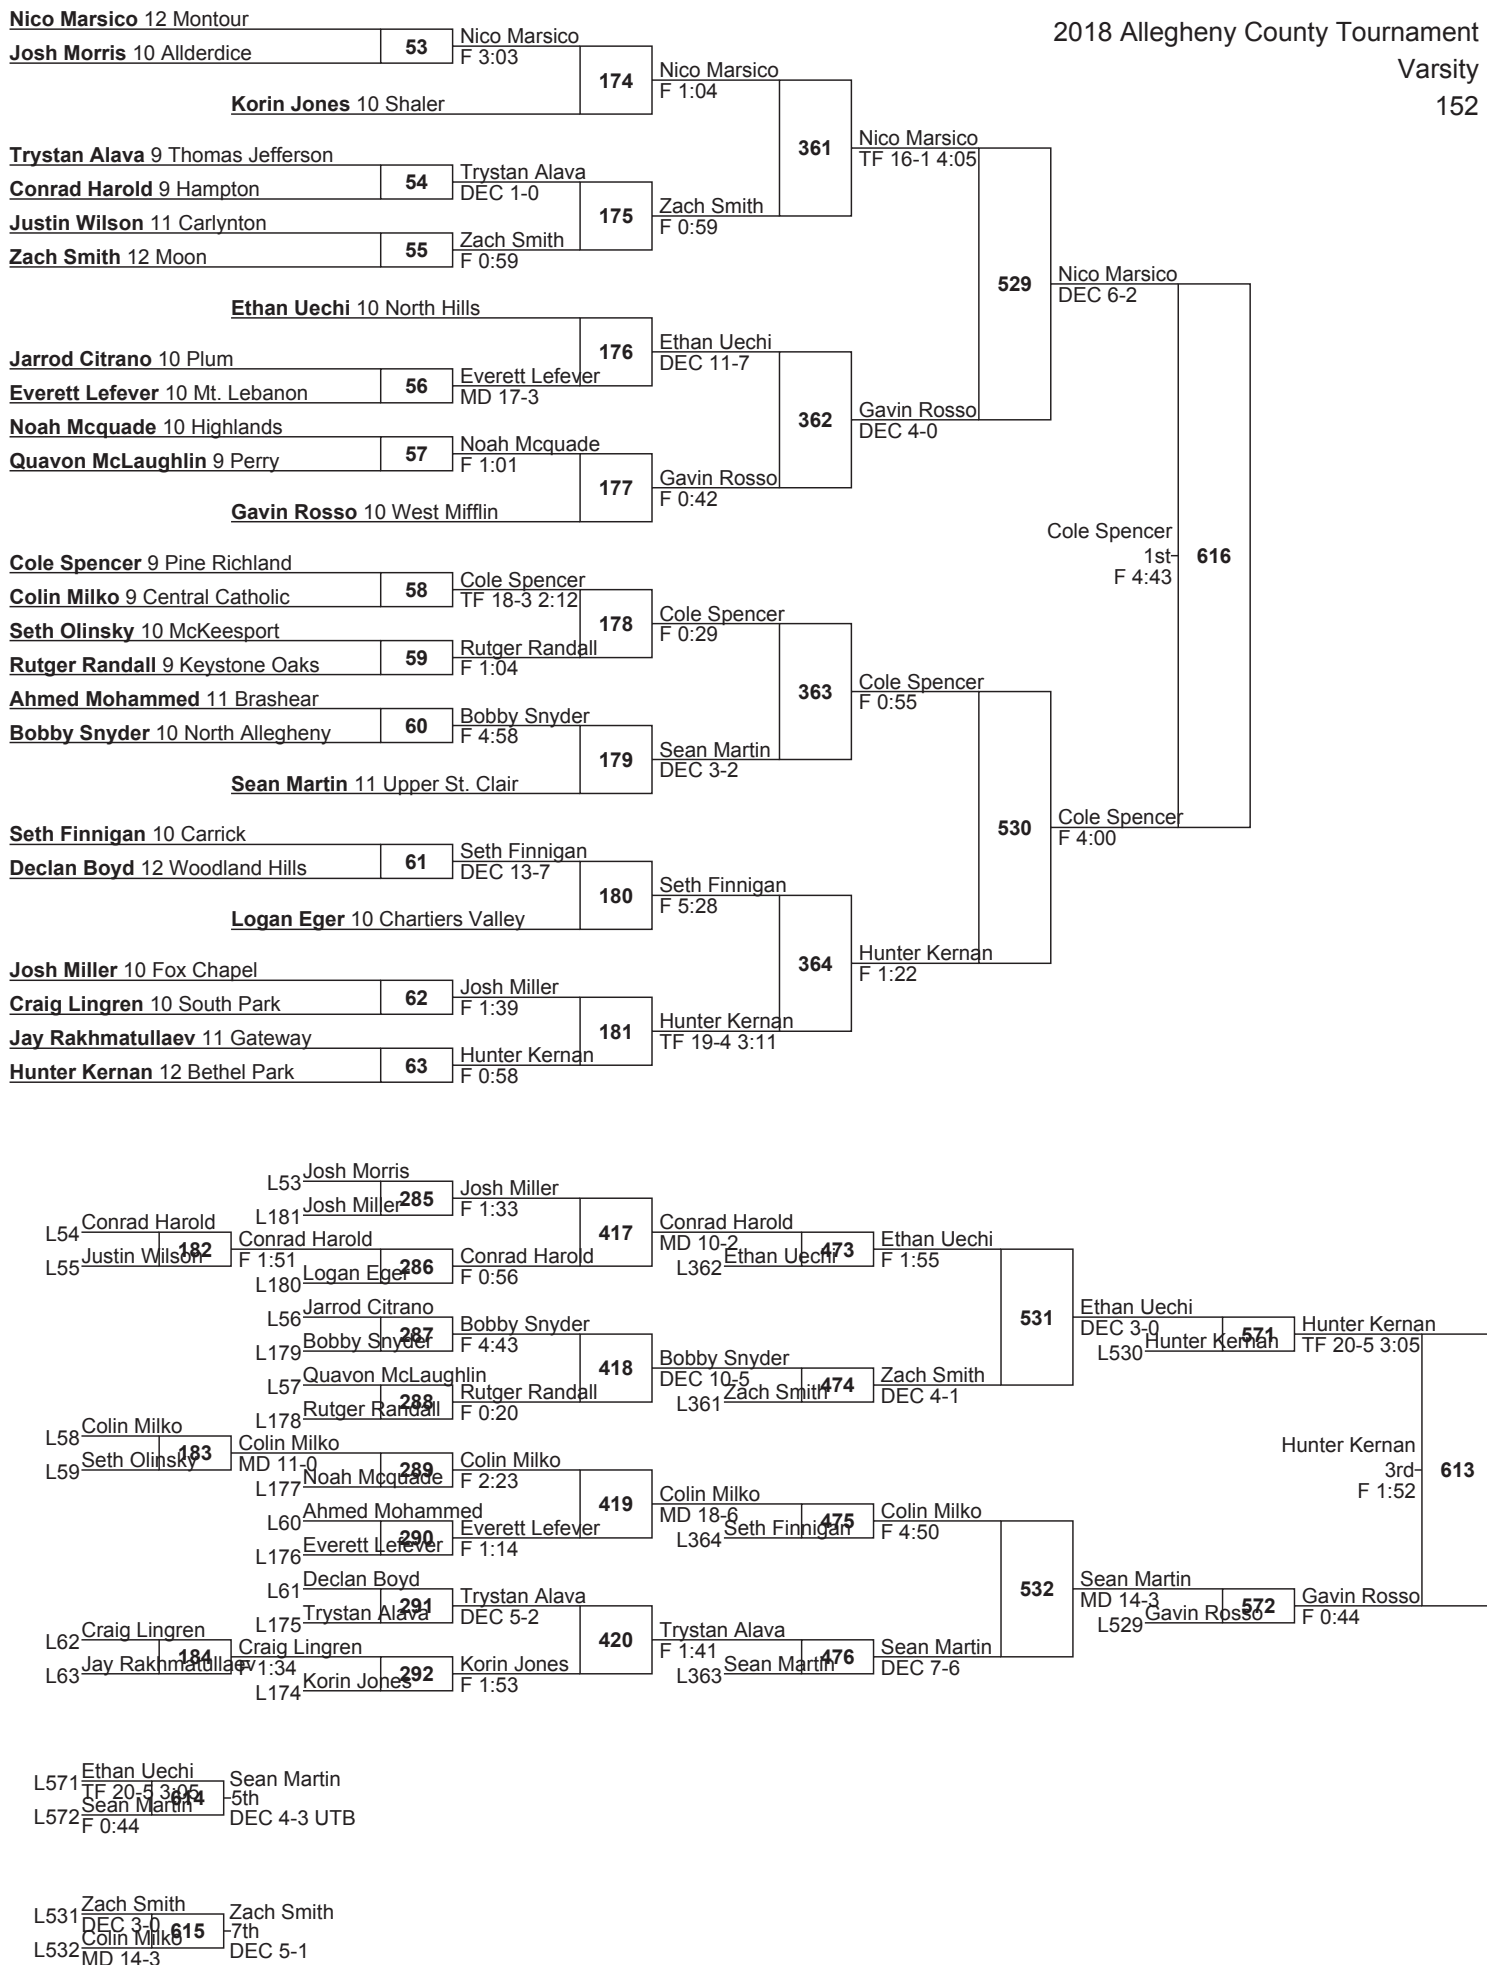 2018 Allegheny County Tournament
Varsity
152
Nico Marsico 12 Montour
Josh Morris 10 Allderdice
53
Nico Marsico
F 3:03
Korin Jones 10 Shaler
174
Nico Marsico
F 1:04
Trystan Alava 9 Thomas Jefferson
Conrad Harold 9 Hampton
54
Trystan Alava
DEC 1-0
Justin Wilson 11 Carlynton
Zach Smith 12 Moon
55
Zach Smith
F 0:59
175
Zach Smith
F 0:59
361
Nico Marsico
TF 16-1 4:05
Ethan Uechi 10 North Hills
Jarrod Citrano 10 Plum
Everett Lefever 10 Mt. Lebanon
56
Everett Lefever
MD 17-3
176
Ethan Uechi
DEC 11-7
Noah Mcquade 10 Highlands
Quavon McLaughlin 9 Perry
57
Noah Mcquade
F 1:01
Gavin Rosso 10 West Mifflin
177
Gavin Rosso
F 0:42
362
Gavin Rosso
DEC 4-0
529
Nico Marsico
DEC 6-2
Cole Spencer 9 Pine Richland
Colin Milko 9 Central Catholic
58
Cole Spencer
TF 18-3 2:12
Seth Olinsky 10 McKeesport
Rutger Randall 9 Keystone Oaks
59
Rutger Randall
F 1:04
178
Cole Spencer
F 0:29
Ahmed Mohammed 11 Brashear
Bobby Snyder 10 North Allegheny
60
Bobby Snyder
F 4:58
Sean Martin 11 Upper St. Clair
179
Sean Martin
DEC 3-2
363
Cole Spencer
F 0:55
Seth Finnigan 10 Carrick
Declan Boyd 12 Woodland Hills
61
Seth Finnigan
DEC 13-7
Logan Eger 10 Chartiers Valley
180
Seth Finnigan
F 5:28
Josh Miller 10 Fox Chapel
Craig Lingren 10 South Park
62
Josh Miller
F 1:39
Jay Rakhmatullaev 11 Gateway
Hunter Kernan 12 Bethel Park
63
Hunter Kernan
F 0:58
181
Hunter Kernan
TF 19-4 3:11
364
Hunter Kernan
F 1:22
530
Cole Spencer
F 4:00
Cole Spencer
1st
F 4:43
616
L53 Josh Morris
L181 Josh Miller
285
Josh Miller
F 1:33
L54 Conrad Harold
L55 Justin Wilson
182
Conrad Harold
F 1:51
L180 Logan Eger
286
Conrad Harold
F 0:56
417
Conrad Harold
MD 10-2
L362 Ethan Uechi
473
Ethan Uechi
F 1:55
L56 Jarrod Citrano
L179 Bobby Snyder
287
Bobby Snyder
F 4:43
L57 Quavon McLaughlin
L178 Rutger Randall
288
Rutger Randall
F 0:20
418
Bobby Snyder
DEC 10-5
L361 Zach Smith
474
Zach Smith
DEC 4-1
531
Ethan Uechi
DEC 3-0
L530 Hunter Kernan
571
Hunter Kernan
TF 20-5 3:05
L58 Colin Milko
L59 Seth Olinsky
183
Colin Milko
MD 11-0
L177 Noah Mcquade
289
Colin Milko
F 2:23
L60 Ahmed Mohammed
L176 Everett Lefever
290
Everett Lefever
F 1:14
419
Colin Milko
MD 18-6
L364 Seth Finnigan
475
Colin Milko
F 4:50
L61 Declan Boyd
L175 Trystan Alava
291
Trystan Alava
DEC 5-2
L62 Craig Lingren
L63 Jay Rakhmatullaev
184
Craig Lingren
F 1:34
L174 Korin Jones
292
Korin Jones
F 1:53
420
Trystan Alava
F 1:41
L363 Sean Martin
476
Sean Martin
DEC 7-6
532
Sean Martin
MD 14-3
L529 Gavin Rosso
572
Gavin Rosso
F 0:44
Hunter Kernan
3rd
F 1:52
613
L571 Ethan Uechi
TF 20-5 3:05
L572 Sean Martin
F 0:44
614
Sean Martin
5th
DEC 4-3 UTB
L531 Zach Smith
DEC 3-0
L532 Colin Milko
MD 14-3
615
Zach Smith
7th
DEC 5-1